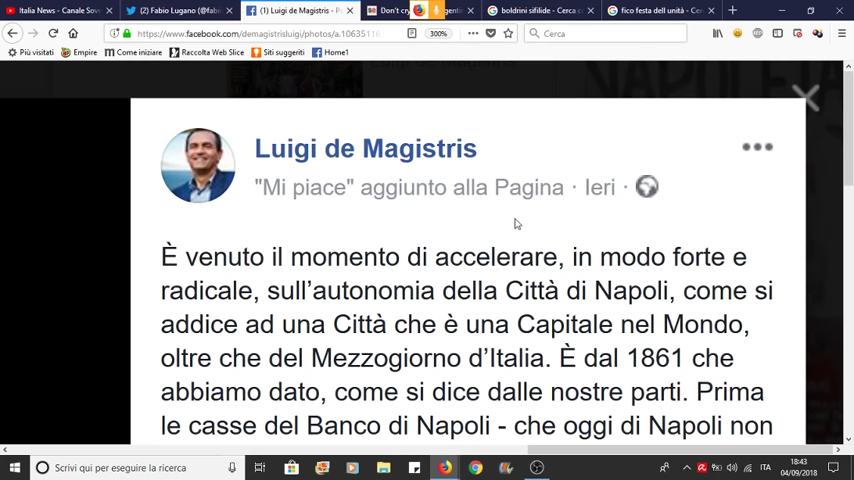 Italia News - Canale Sov
(2) Fabio Lugano (@fabi
(1) Luigi de Magistris - P
Don't cry
gentin
boldrini sifilide - Cerca c
fico festa dell unità - Cerc
https://www.facebook.com/demagistrisluigi/photos/a.10635116
300%
Cerca
Più visitati
Empire
Come iniziare
Raccolta Web Slice
Siti suggeriti
Home1
Luigi de Magistris
"Mi piace" aggiunto alla Pagina · Ieri ·
È venuto il momento di accelerare, in modo forte e
radicale, sull'autonomia della Città di Napoli, come si
addice ad una Città che è una Capitale nel Mondo,
oltre che del Mezzogiorno d'Italia. È dal 1861 che
abbiamo dato, come si dice dalle nostre parti. Prima
le casse del Banco di Napoli - che oggi di Napoli non
Scrivi qui per eseguire la ricerca
ITA
18:43
04/09/2018